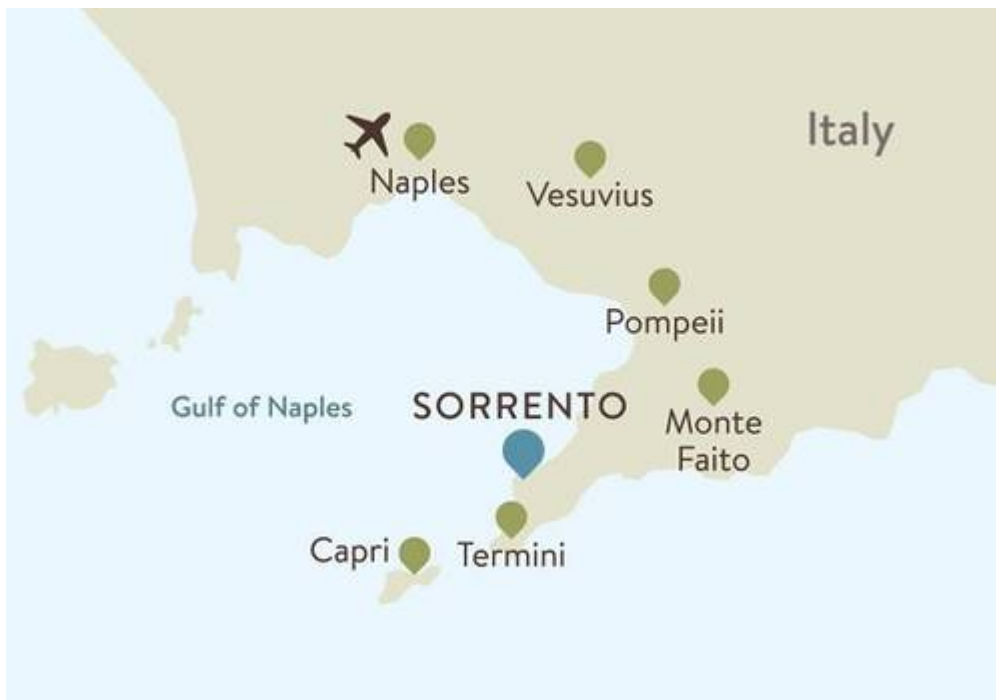 Italy
Naples
Vesuvius
Pompeii
Gulf of Naples
SORRENTO
Monte
Faito
Capri
Termini